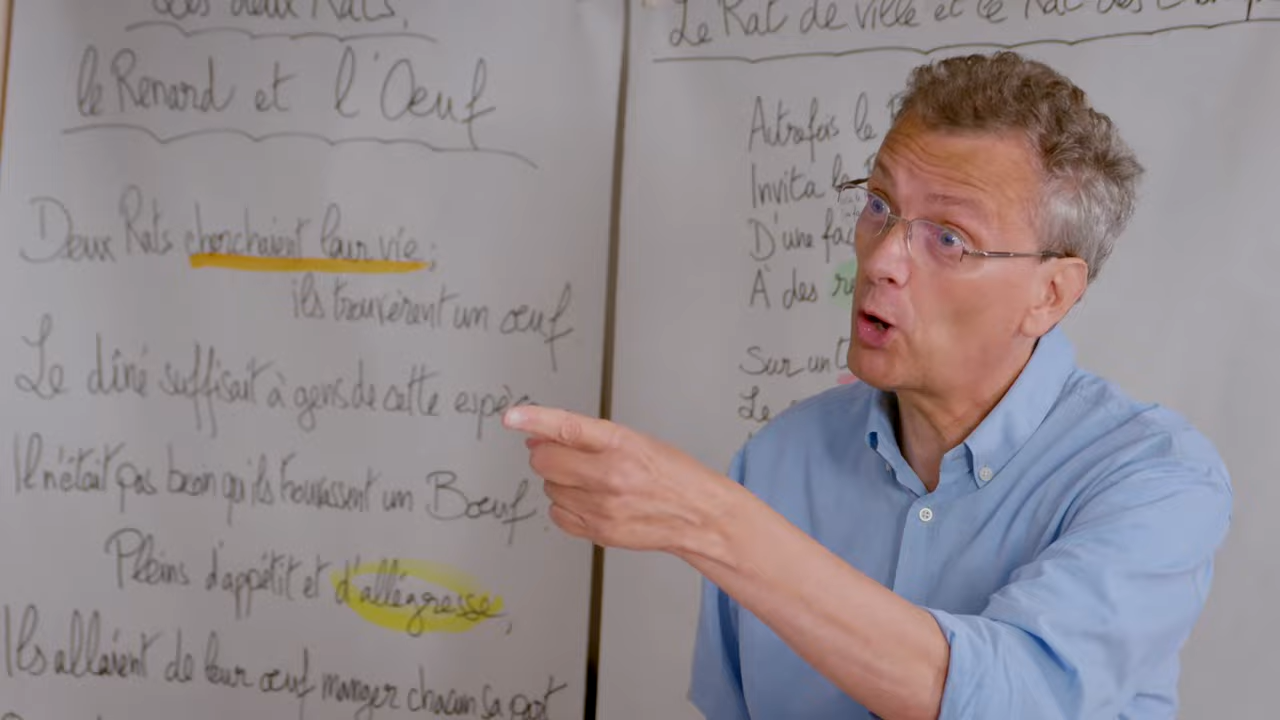 Les deux Rats,
le Renard et l'Œuf
Deux Rats cherchaient leur vie;
ils trouvèrent un œuf
Le dîné suffisait à gens de cette espèce
Il n'était pas besoin qu'ils trouvassent un Bœuf.
Pleins d'appétit et d'allégresse,
Ils allaient de leur œuf manger chacun sa part
Le Rat de ville et le Rat des
Autrefois le
Invita le
D'une
À des
Sur un
Le